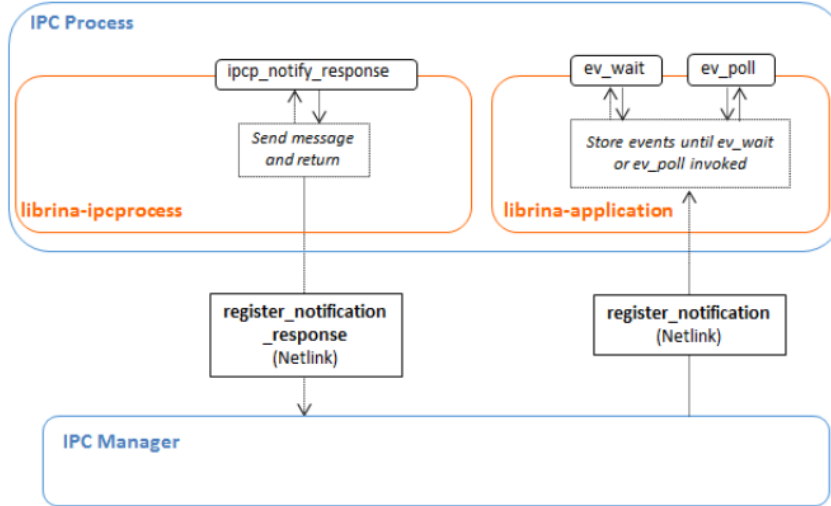 IPC Process
ipcp_notify_response
ev_wait
ev_poll
Send message
and return
Store events until ev_wait
or ev_poll invoked
librina-ipcprocess
librina-application
register_notification
_response
(Netlink)
register_notification
(Netlink)
IPC Manager